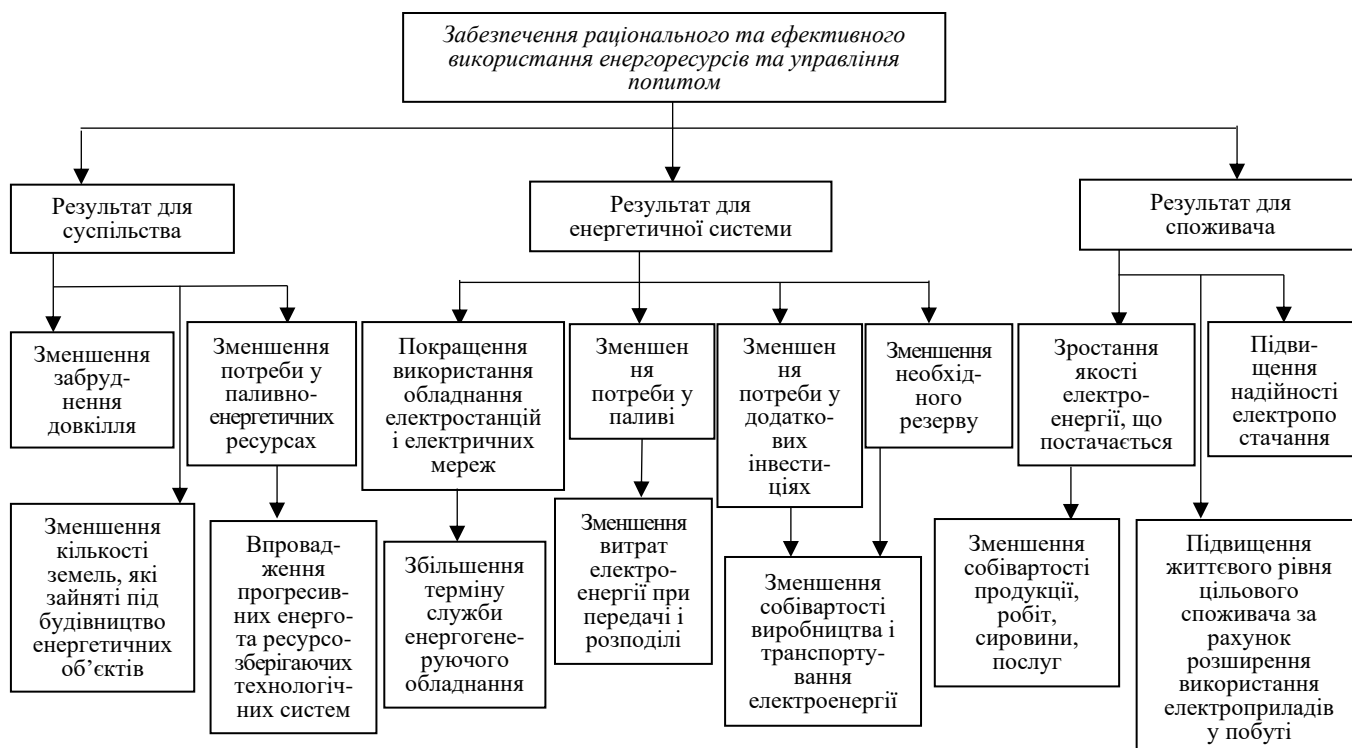 Забезпечення раціонального та ефективного
використання енергоресурсів та управління
попитом
Результат для
суспільства
Результат для
енергетичної системи
Результат для
споживача
Зменшення
забруд-
нення
довкілля
Зменшення
потреби у
паливно-
енергетичних
ресурсах
Покращення
використання
обладнання
електростанцій
і електричних
мереж
Зменшен
ня
потреби у
паливі
Зменшен
ня
потреби у
додатко-
вих
інвести-
ціях
Зменшення
необхід-
ного
резерву
Зростання
якості
електро-
енергії, що
постачається
Підви-
щення
надійності
електропо
стачання
Зменшення
кількості
земель, які
зайняті під
будівництво
енергетичних
об’єктів
Впровад-
ження
прогресив-
них енерго-
та ресурсо-
зберігаючих
технологіч-
них систем
Збільшення
терміну
служби
енергогене-
руючого
обладнання
Зменшення
витрат
електро-
енергії при
передачі і
розподілі
Зменшення
собівартості
виробництва і
транспорту-
вання
електроенергії
Зменшення
собівартості
продукції,
робіт,
сировини,
послуг
Підвищення
життєвого рівня
цільового
споживача за
рахунок
розширення
використання
електроприладів
у побуті